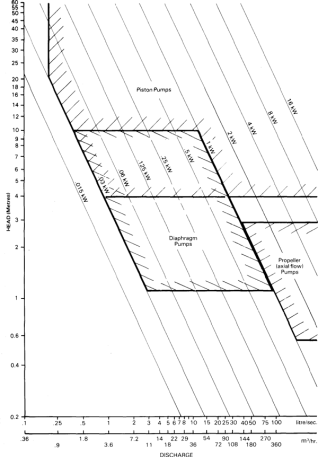 60
55
50
45
40
35
30
25
20
18
16
14
12
10
9
8
7
6
5
4
3
2
1
0.6
0.4
0.2
HEAD (Metres)
Piston Pumps
16 kW
8 kW
4 kW
2 kW
1 kW
.5 kW
.25 kW
.125 kW
.06 kW
.03 kW
.015 kW
Diaphragm
Pumps
Propeller
(axial flow)
Pumps
.1 .25 .5 1 2 3 4 5 6 7 8 10 15 20 25 30 40 50 75 100 litre/sec.
.36 .9 1.8 3.6 7.2 11 14 18 22 29 36 54 72 90 108 144 180 270 360 m³/hr.
DISCHARGE